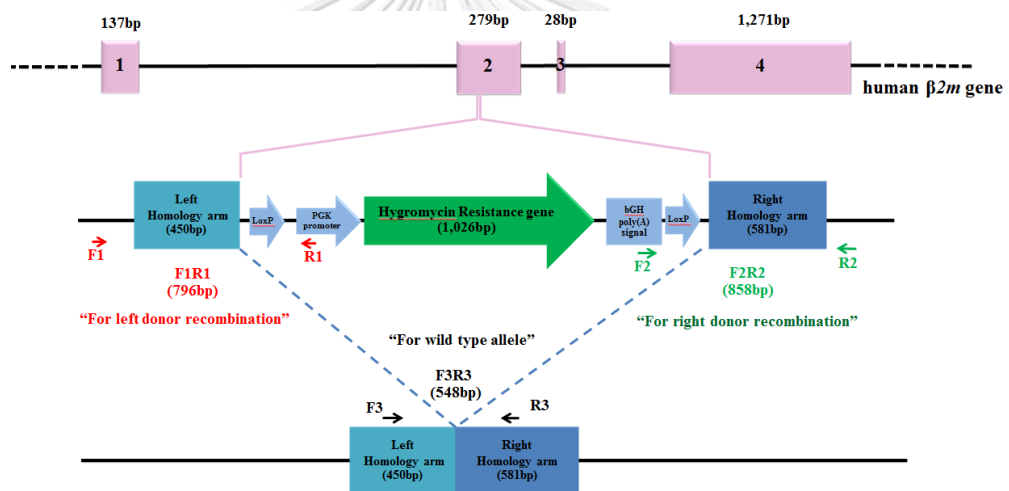 137bp
279bp
28bp
1,271bp
1
2
3
4
human β2m gene
Left
Homology arm
(450bp)
LoxP
PGK
promoter
Hygromycin Resistance gene
(1,026bp)
bGH
poly(A)
signal
LoxP
Right
Homology arm
(581bp)
F1
R1
F2
R2
F1R1
(796bp)
F2R2
(858bp)
“For left donor recombination”
“For right donor recombination”
“For wild type allele”
F3R3
(548bp)
F3
R3
Left
Homology arm
(450bp)
Right
Homology arm
(581bp)